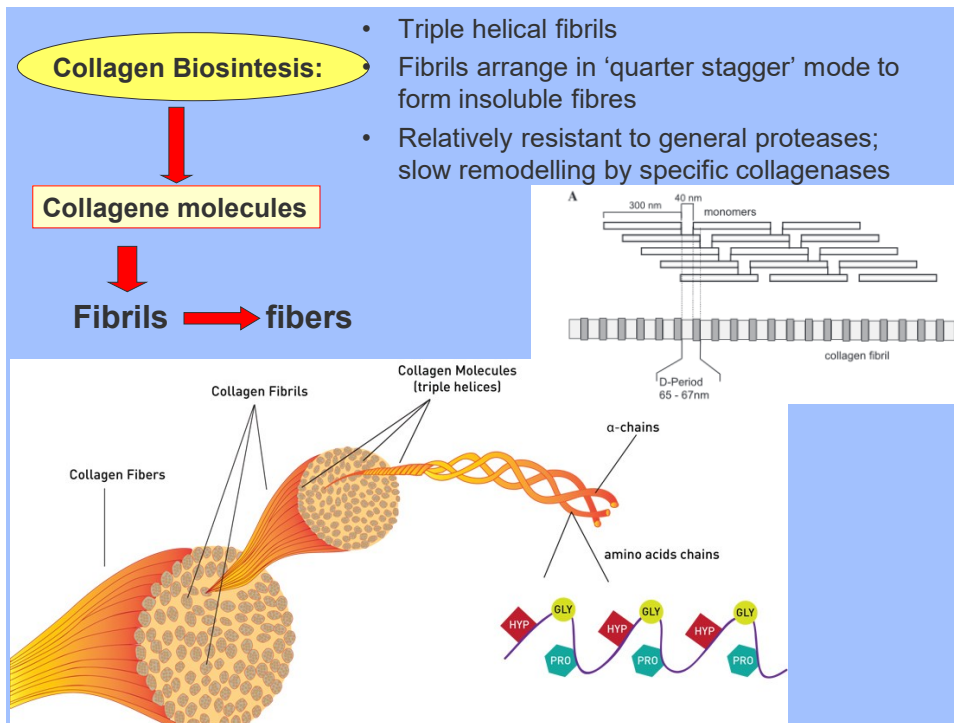 Collagen Biosintesis:
Collagene molecules
Fibrils
fibers
• Triple helical fibrils
• Fibrils arrange in ‘quarter stagger’ mode to
form insoluble fibres
• Relatively resistant to general proteases;
slow remodelling by specific collagenases
A
300 nm
40 nm
monomers
collagen fibril
D-Period
65 - 67nm
Collagen Fibrils
Collagen Molecules
(triple helices)
Collagen Fibers
α-chains
amino acids chains
HYP
GLY
PRO
HYP
GLY
PRO
HYP
GLY
PRO